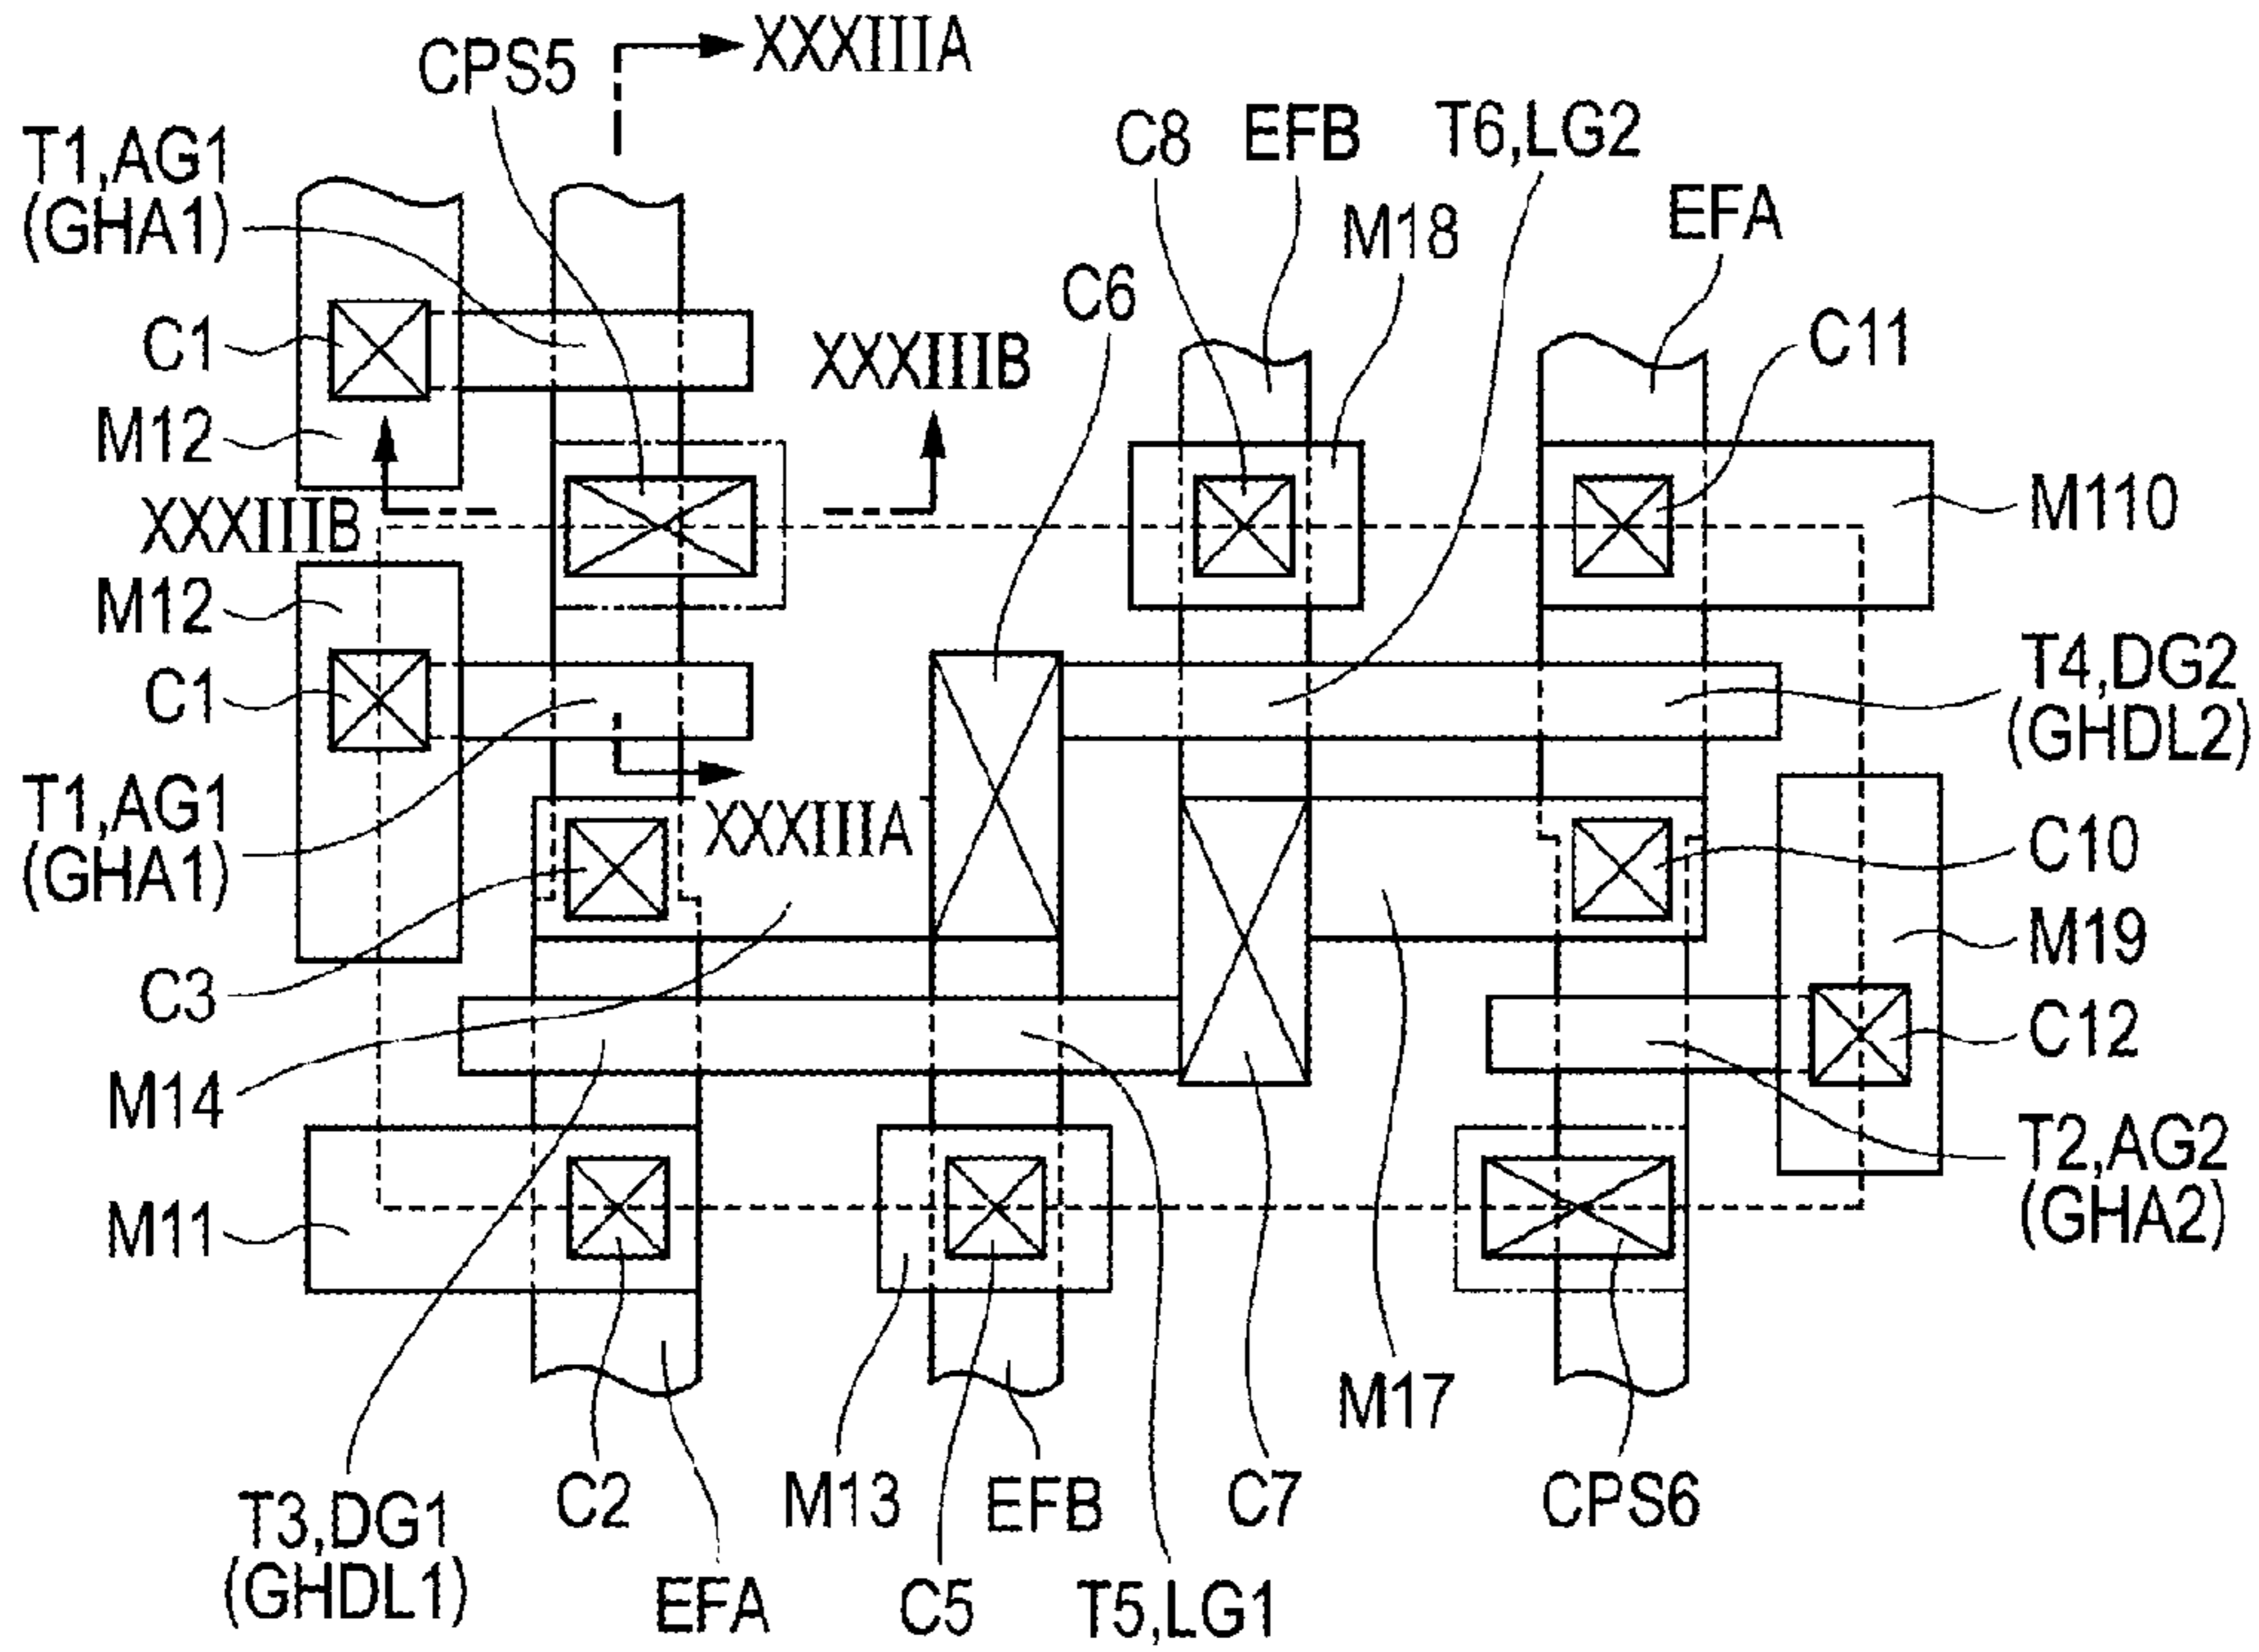 XXXIIIA
CPS5
C8
EFB
T6,LG2
T1,AG1
(GHA1)
EFA
M18
C6
C1
XXXIIIB
C11
M12
XXXIIIB
M110
M12
C1
T4,DG2
(GHDL2)
T1,AG1
(GHA1)
XXXIIIA
C10
C3
M19
M14
C12
T2,AG2
(GHA2)
M11
M17
T3,DG1
(GHDL1)
C2
M13
EFB
C7
CPS6
EFA
C5
T5,LG1